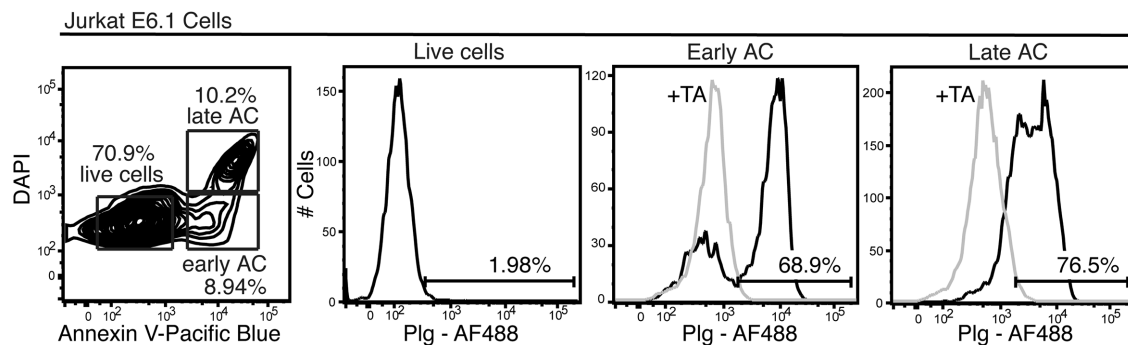 Jurkat E6.1 Cells
DAPI
10⁵
10⁴
10³
10²
0
10.2%
late AC
70.9%
live cells
early AC
8.94%
0 10² 10³ 10⁴ 10⁵
Annexin V-Pacific Blue
Live cells
# Cells
150
100
50
0
1.98%
0 10² 10³ 10⁴ 10⁵
Plg - AF488
Early AC
120
90
60
30
0
+TA
68.9%
0 10² 10³ 10⁴ 10⁵
Plg - AF488
Late AC
200
150
100
50
0
+TA
76.5%
0 10² 10³ 10⁴ 10⁵
Plg - AF488